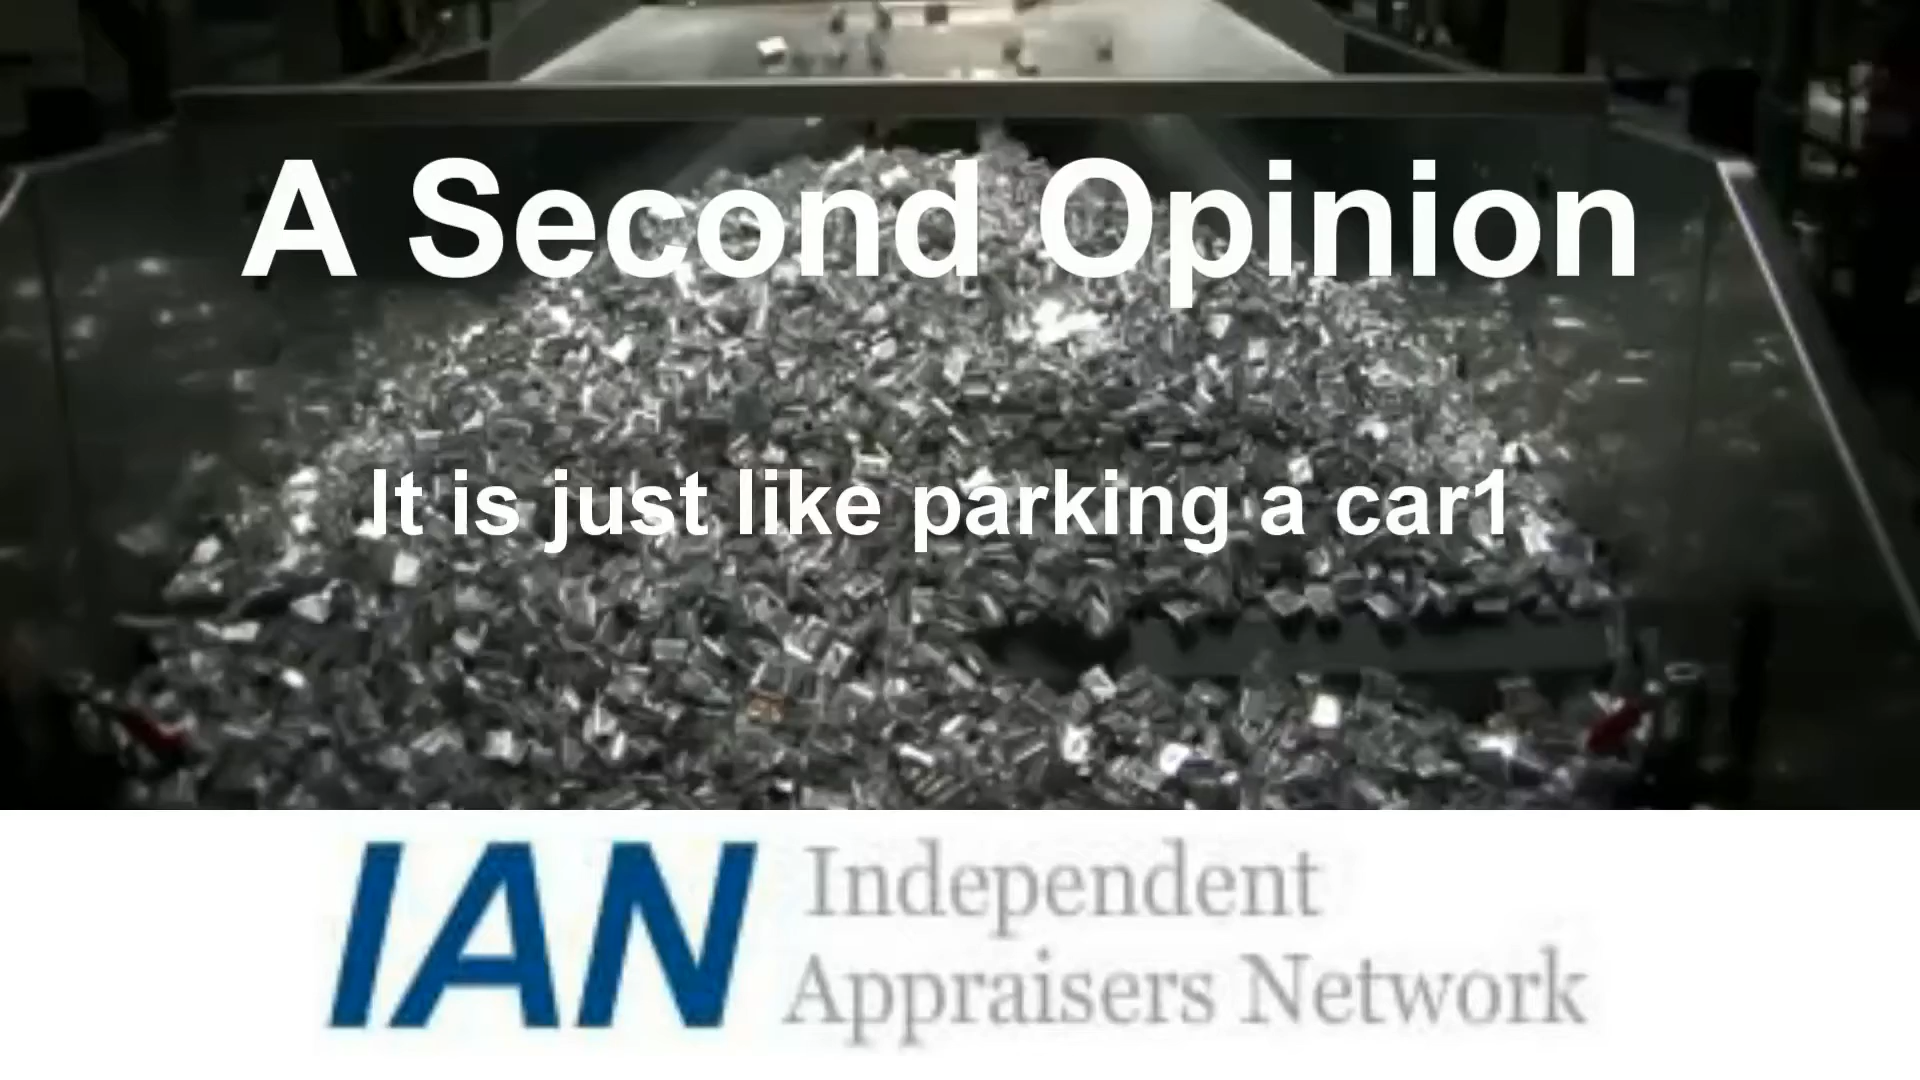 A Second Opinion
It is just like parking a car1
IAN
Independent
Appraisers Network